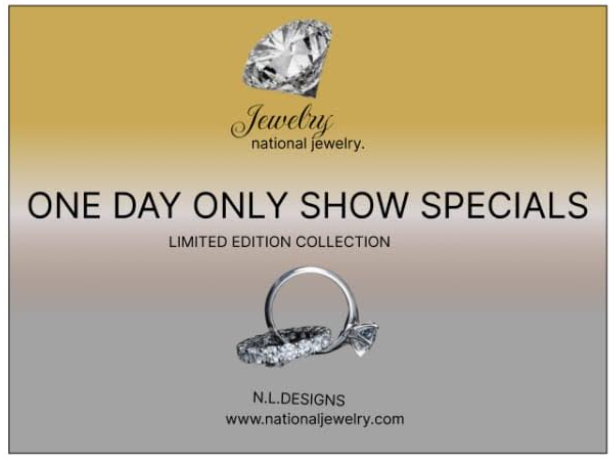 Jewelry
national jewelry.
ONE DAY ONLY SHOW SPECIALS
LIMITED EDITION COLLECTION
N.L.DESIGNS
www.nationaljewelry.com